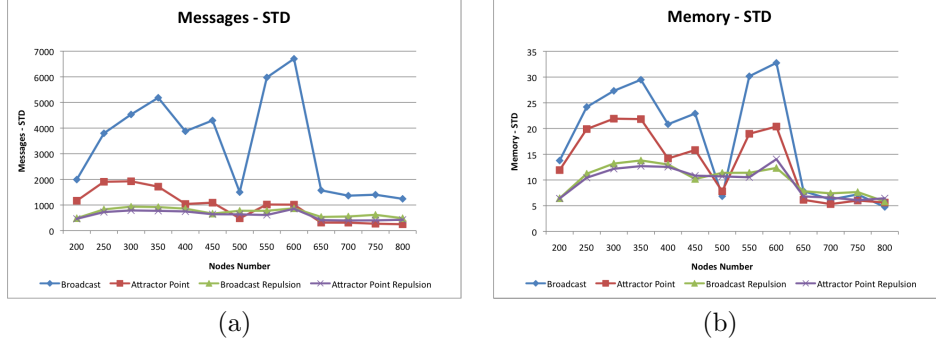 Messages - STD
7000
6000
5000
4000
3000
2000
1000
0
Messages - STD
200 250 300 350 400 450 500 550 600 650 700 750 800
Nodes Number
Broadcast Attractor Point Broadcast Repulsion Attractor Point Repulsion
(a)
Memory - STD
35
30
25
20
15
10
5
0
Memory - STD
200 250 300 350 400 450 500 550 600 650 700 750 800
Nodes Number
Broadcast Attractor Point Broadcast Repulsion Attractor Point Repulsion
(b)